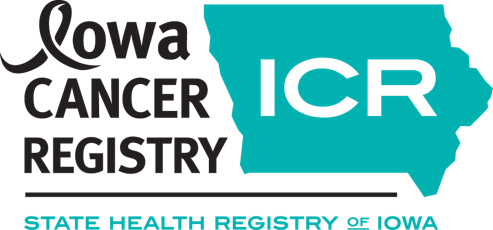 Iowa
CANCER
REGISTRY
ICR
STATE HEALTH REGISTRY OF IOWA